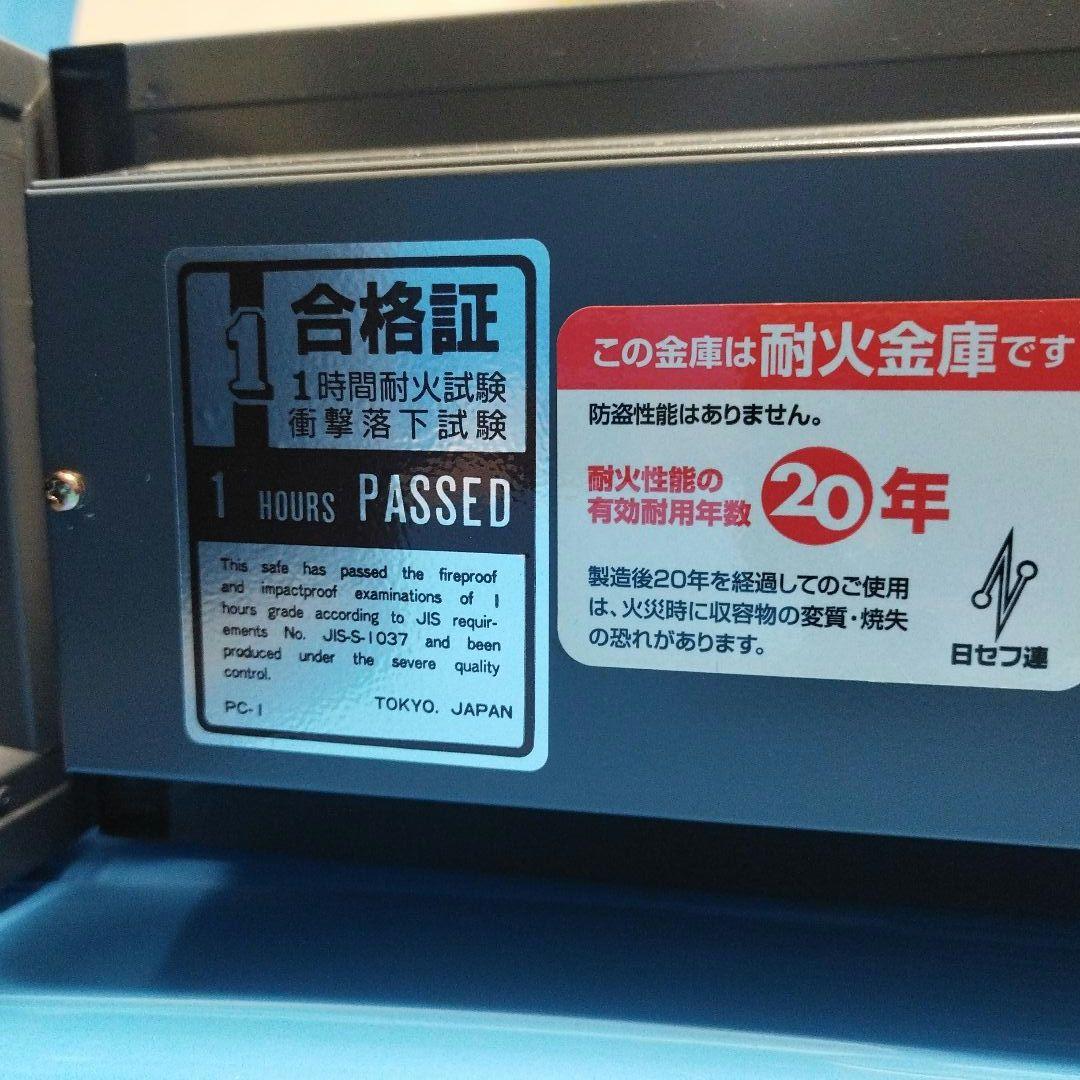 1
合格証
1時間耐火試験
衝撃落下試験
1 HOURS PASSED
This safe has passed the fireproof
and impactproof examinations of 1
hours grade according to JIS requir-
ements No. JIS-S-1037 and been
produced under the severe quality
control.
PC-1 TOKYO. JAPAN
この金庫は耐火金庫です
防盗性能はありません。
耐火性能の
有効耐用年数 20年
製造後20年を経過してのご使用
は、火災時に収容物の変質・焼失
の恐れがあります。
日セフ連